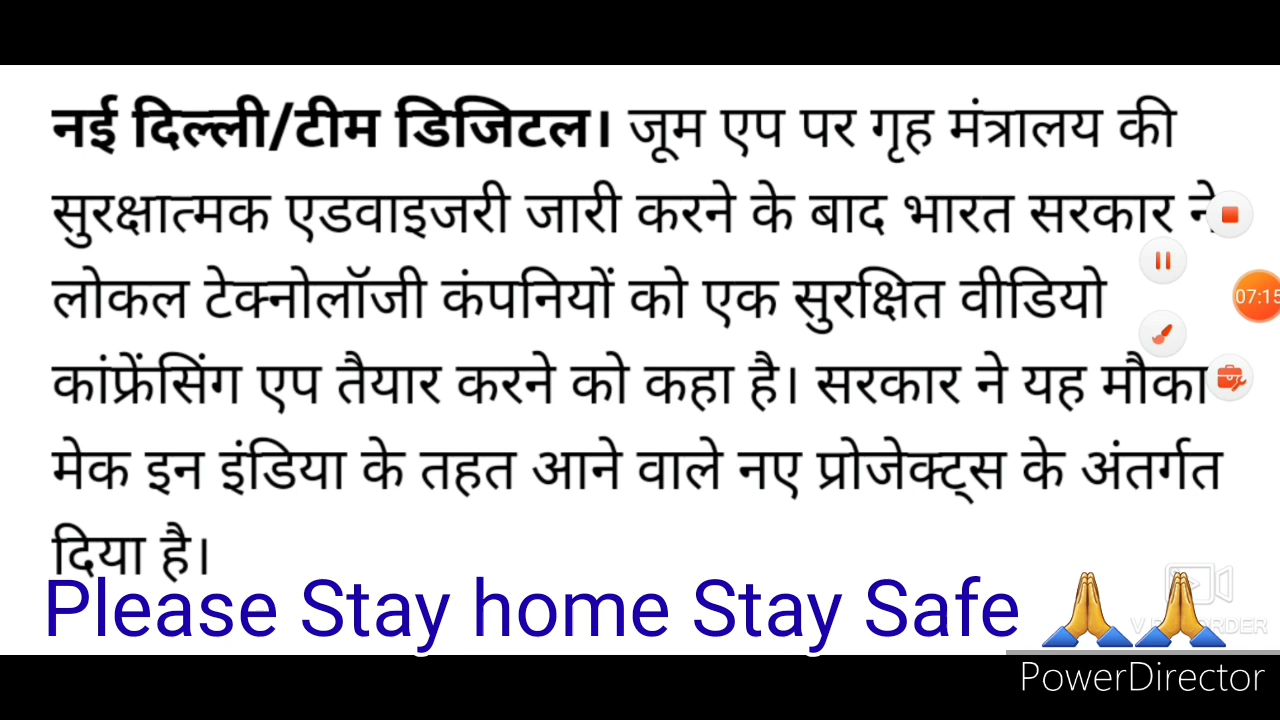 नई दिल्ली/टीम डिजिटल। जूम एप पर गृह मंत्रालय की
सुरक्षात्मक एडवाइजरी जारी करने के बाद भारत सरकार ने
लोकल टेक्नोलॉजी कंपनियों को एक सुरक्षित वीडियो
कांफ्रेंसिंग एप तैयार करने को कहा है। सरकार ने यह मौका
मेक इन इंडिया के तहत आने वाले नए प्रोजेक्ट्स के अंतर्गत
दिया है।
07:15
Please Stay home Stay Safe 🙏🙏
PowerDirector